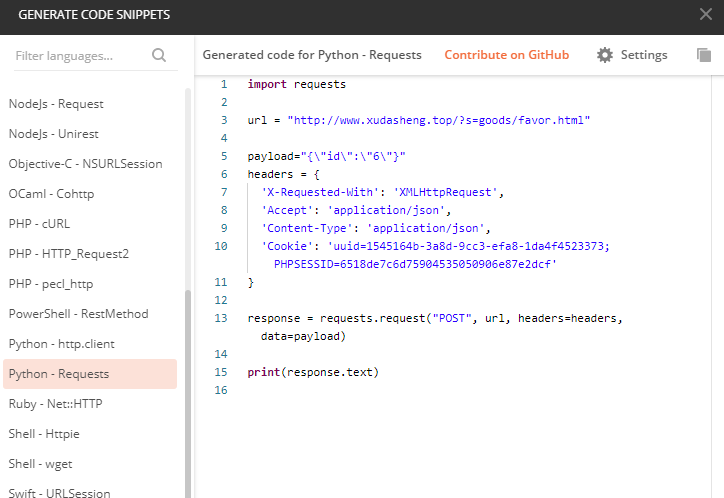 GENERATE CODE SNIPPETS
Filter languages...
NodeJs - Request
NodeJs - Unirest
Objective-C - NSURLSession
OCaml - Cohttp
PHP - cURL
PHP - HTTP_Request2
PHP - pecl_http
PowerShell - RestMethod
Python - http.client
Python - Requests
Ruby - Net::HTTP
Shell - Httpie
Shell - wget
Swift - URLSession
Generated code for Python - Requests Contribute on GitHub Settings
1 import requests
2
3 url = "http://www.xudasheng.top/?s=goods/favor.html"
4
5 payload="{\"id\":\"6\"}"
6 headers = {
7 'X-Requested-With': 'XMLHttpRequest',
8 'Accept': 'application/json',
9 'Content-Type': 'application/json',
10 'Cookie': 'uuid=1545164b-3a8d-9cc3-efa8-1da4f4523373;
PHPSESSID=6518de7c6d75904535050906e87e2dcf'
11 }
12
13 response = requests.request("POST", url, headers=headers,
data=payload)
14
15 print(response.text)
16